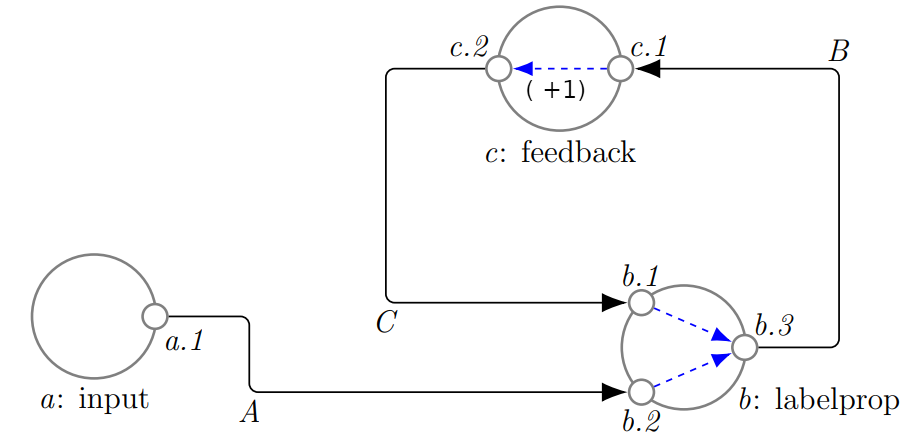 c.2
c.1
B
( +1)
c: feedback
b.1
C
b.3
a.1
a: input
A
b: labelprop
b.2